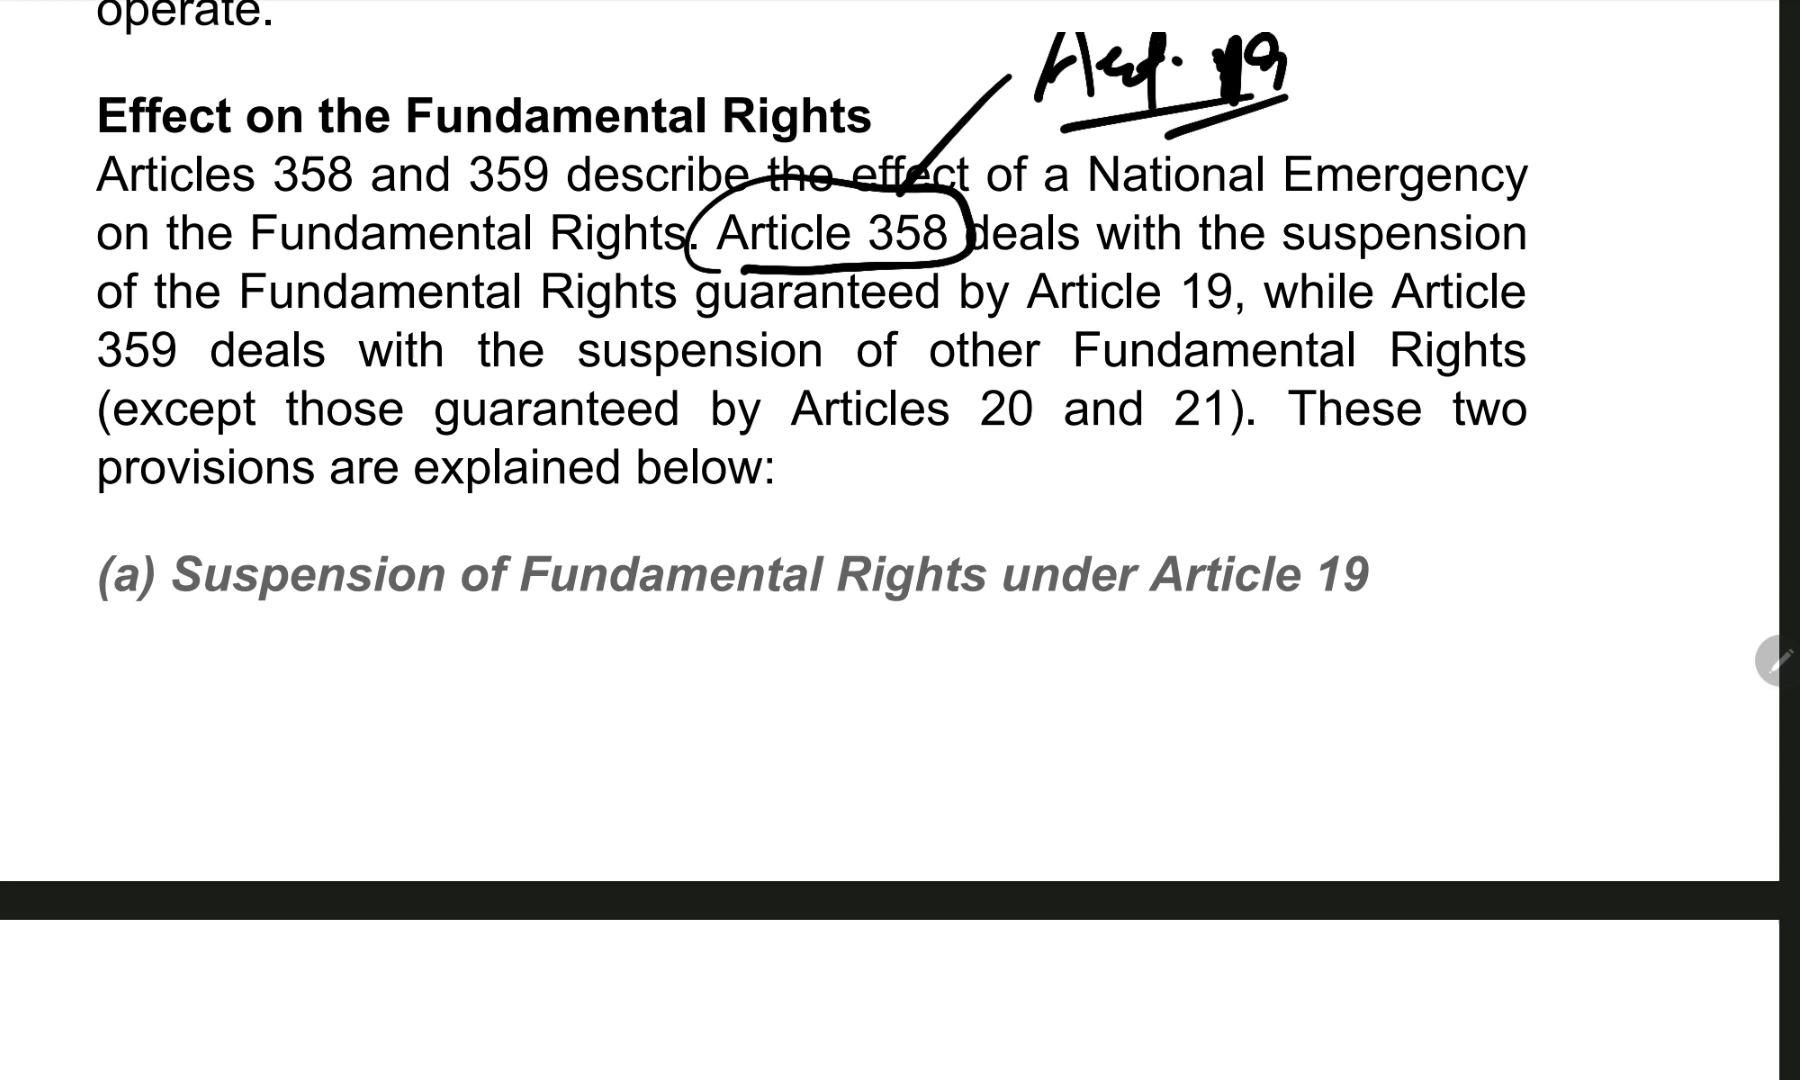 operate.
Art. 19
Effect on the Fundamental Rights
Articles 358 and 359 describe the effect of a National Emergency
on the Fundamental Rights. Article 358 deals with the suspension
of the Fundamental Rights guaranteed by Article 19, while Article
359 deals with the suspension of other Fundamental Rights
(except those guaranteed by Articles 20 and 21). These two
provisions are explained below:
(a) Suspension of Fundamental Rights under Article 19